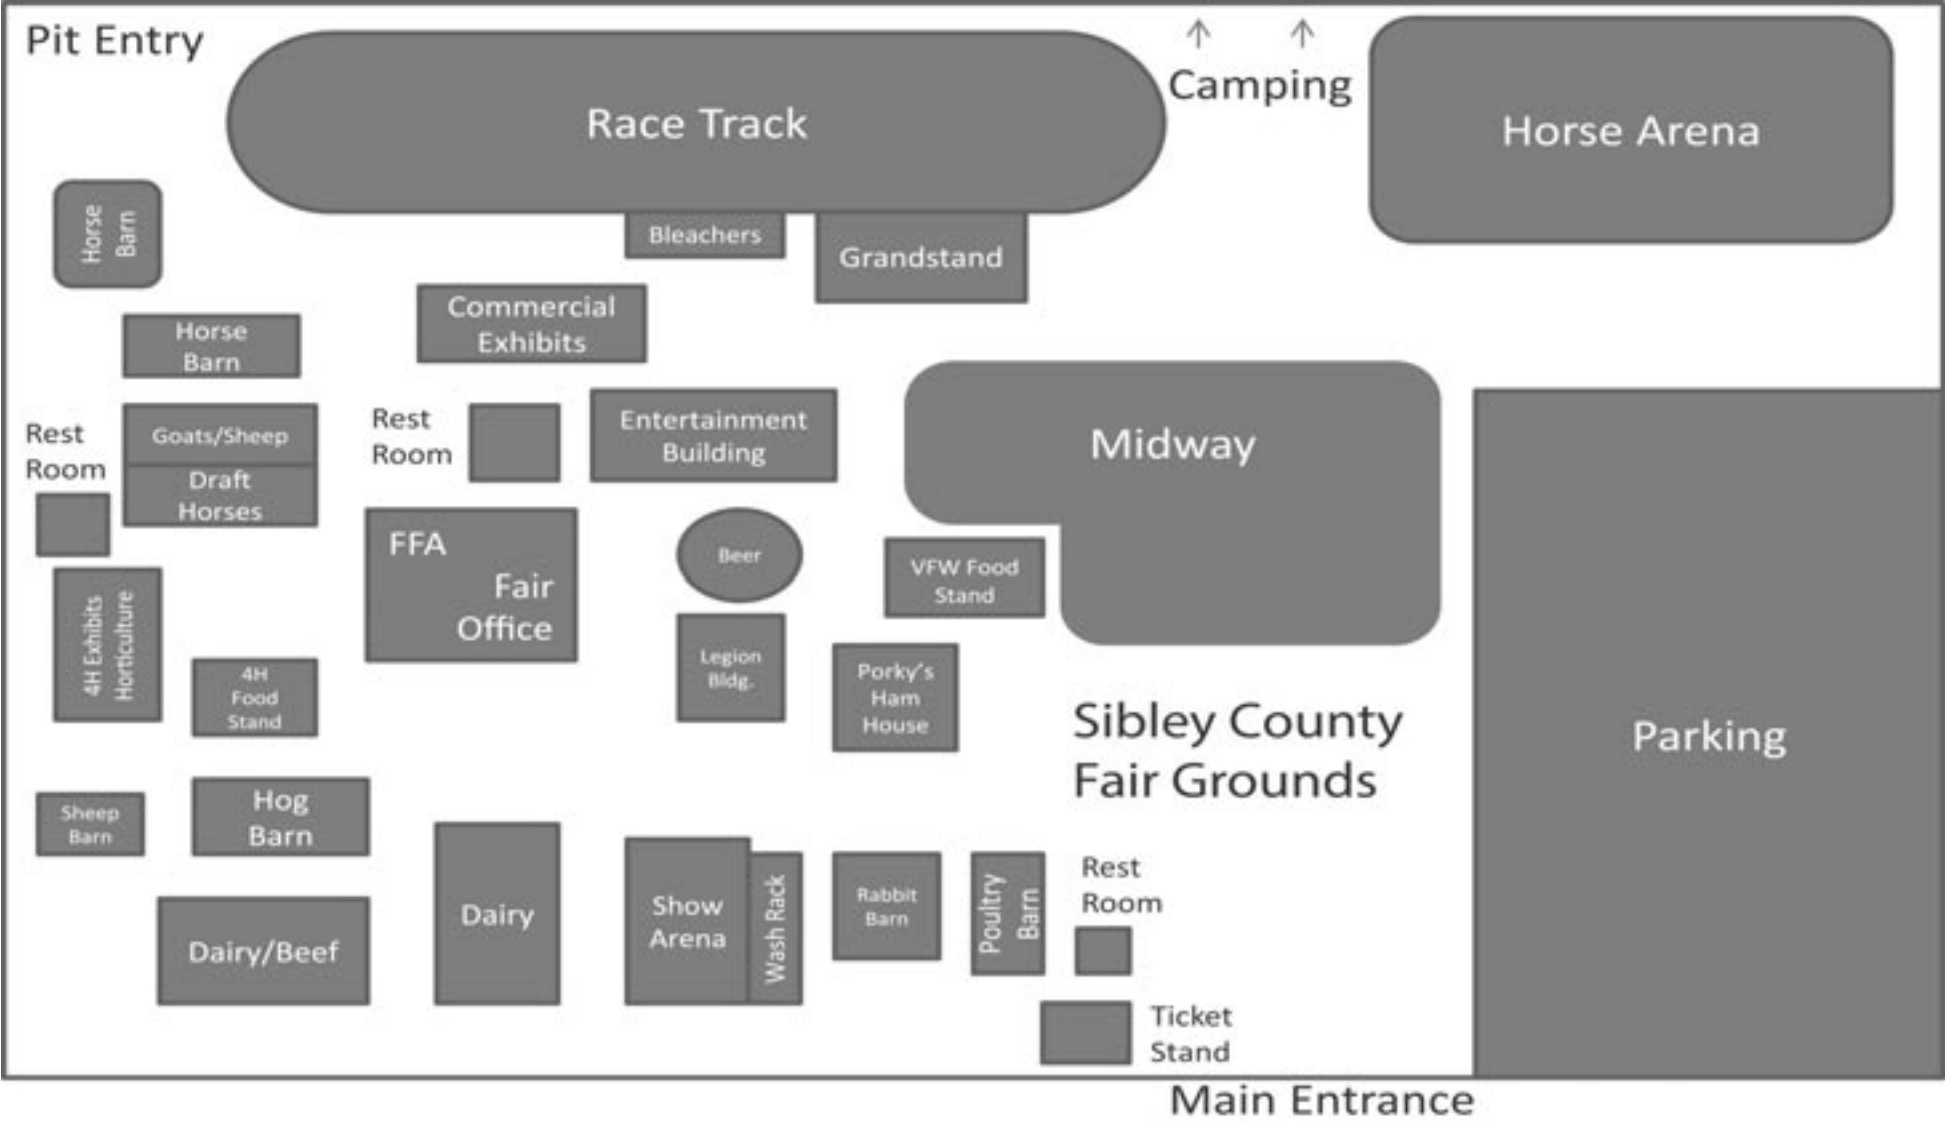 Pit Entry
Race Track
Camping
Horse Arena
Horse
Barn
Bleachers
Grandstand
Commercial
Exhibits
Horse
Barn
Rest
Room
Goats/Sheep
Draft
Horses
Rest
Room
Entertainment
Building
Midway
FFA
Fair
Office
Beer
VFW Food
Stand
4H Exhibits
Horticulture
4H
Food
Stand
Legion
Bldg.
Porky's
Ham
House
Sibley County
Fair Grounds
Parking
Sheep
Barn
Hog
Barn
Dairy/Beef
Dairy
Show
Arena
Wash Rack
Rabbit
Barn
Poultry
Barn
Rest
Room
Ticket
Stand
Main Entrance